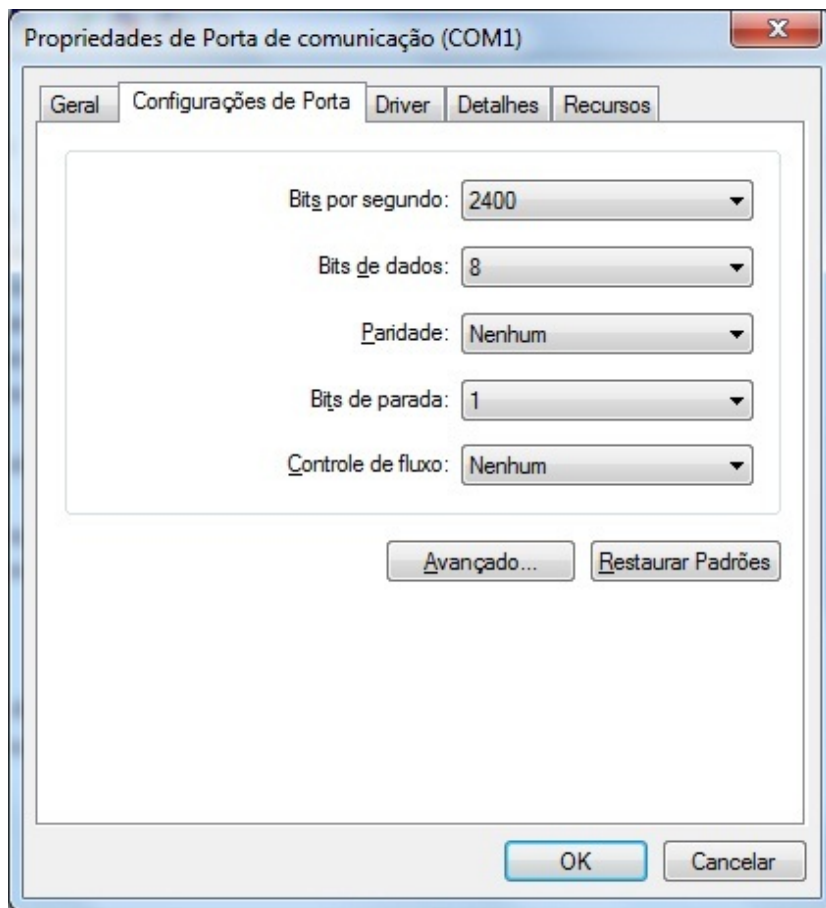 Propriedades de Porta de comunicação (COM1)
Geral Configurações de Porta Driver Detalhes Recursos
Bits por segundo: 2400
Bits de dados: 8
Paridade: Nenhum
Bits de parada: 1
Controle de fluxo: Nenhum
Avançado... Restaurar Padrões
OK Cancelar